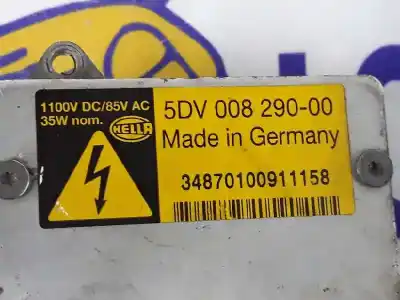 1100V DC/85V AC
35W nom.
HELLA
5DV 008 290-00
Made in Germany
34870100911158